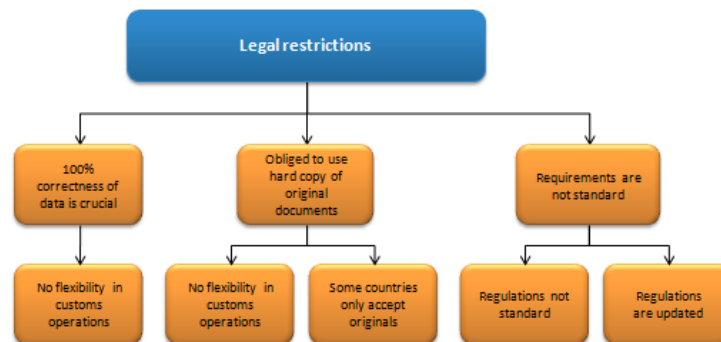 Legal restrictions
100%
correctness of
data is crucial
Obliged to use
hard copy of
original
documents
Requirements are
not standard
No flexibility in
customs
operations
No flexibility in
customs
operations
Some countries
only accept
originals
Regulations not
standard
Regulations
are updated